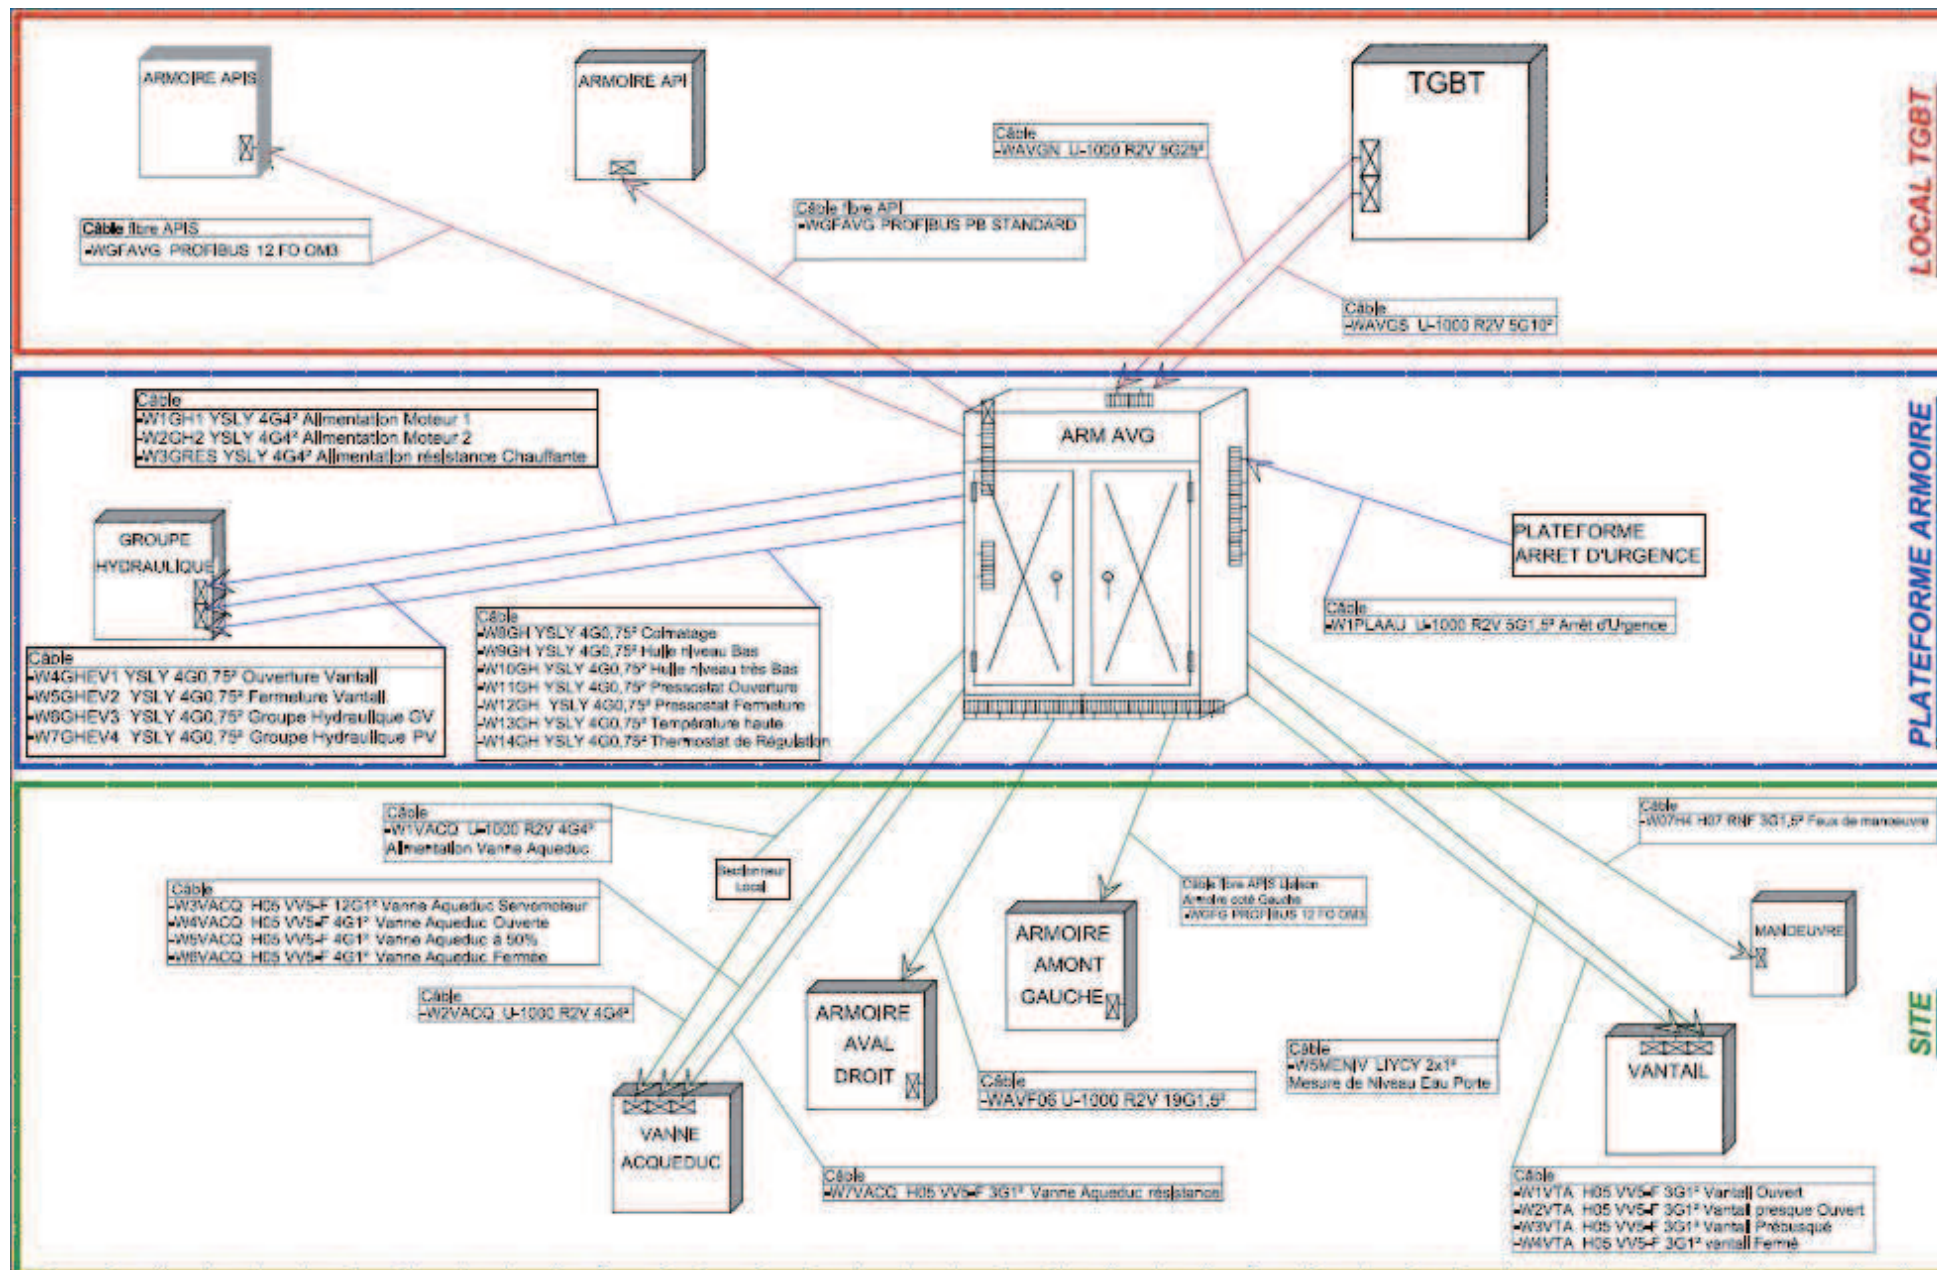 ARMOIRE APIS
ARMOIRE API
TGBT
LOCAL TGBT
Câble
-WAVGN U-1000 R2V 5G25²
Câble fibre APIS
-WGFAVG PROFIBUS 12 FO OM3
Câble fibre API
-WGFAVG PROFIBUS PB STANDARD
Câble
-WAVGS U-1000 R2V 5G10²
PLATEFORME ARMOIRE
Câble
-W1GH1 YSLY 4G4² Alimentation Moteur 1
-W2GH2 YSLY 4G4² Alimentation Moteur 2
-W3GRES YSLY 4G4² Alimentation résistance Chauffante
ARM AVG
GROUPE
HYDRAULIQUE
PLATEFORME
ARRET D'URGENCE
Câble
-W1PLAAU U-1000 R2V 5G1,5² Arrêt d'Urgence
Câble
-W4GHEV1 YSLY 4G0,75² Ouverture Vantail
-W5GHEV2 YSLY 4G0,75² Fermeture Vantail
-W6GHEV3 YSLY 4G0,75² Groupe Hydraulique GV
-W7GHEV4 YSLY 4G0,75² Groupe Hydraulique PV
Câble
-W8GH YSLY 4G0,75² Colmatage
-W9GH YSLY 4G0,75² Huile niveau Bas
-W10GH YSLY 4G0,75² Huile niveau très Bas
-W11GH YSLY 4G0,75² Pressostat Ouverture
-W12GH YSLY 4G0,75² Pressostat Fermeture
-W13GH YSLY 4G0,75² Température haute
-W14GH YSLY 4G0,75² Thermostat de Régulation
SITE
Câble
-W1VACQ U-1000 R2V 4G4²
Alimentation Vanne Aqueduc
Sectionneur
Local
Câble
-W07H4 H07 RNF 3G1,5² Feux de manoeuvre
Câble
-W3VACQ H05 VV5-F 12G1² Vanne Aqueduc Servomoteur
-W4VACQ H05 VV5-F 4G1² Vanne Aqueduc Ouverte
-W5VACQ H05 VV5-F 4G1² Vanne Aqueduc à 50%
-W6VACQ H05 VV5-F 4G1² Vanne Aqueduc Fermée
Câble fibre APIS Liaison
Armoire coté Gauche
-WGFG PROFIBUS 12 FO OM3
Câble
-W2VACQ U-1000 R2V 4G4²
ARMOIRE
AMONT
GAUCHE
ARMOIRE
AVAL
DROIT
MANOEUVRE
VANNE
ACQUEDUC
Câble
-WAVF06 U-1000 R2V 19G1,5²
Câble
-W5MENIV LIYCY 2x1²
Mesure de Niveau Eau Porte
VANTAIL
Câble
-W7VACQ H05 VV5-F 3G1² Vanne Aqueduc résistance
Câble
-W1VTA H05 VV5-F 3G1² Vantail Ouvert
-W2VTA H05 VV5-F 3G1² Vantail presque Ouvert
-W3VTA H05 VV5-F 3G1² Vantail Prébusqué
-W4VTA H05 VV5-F 3G1² vantail Fermé